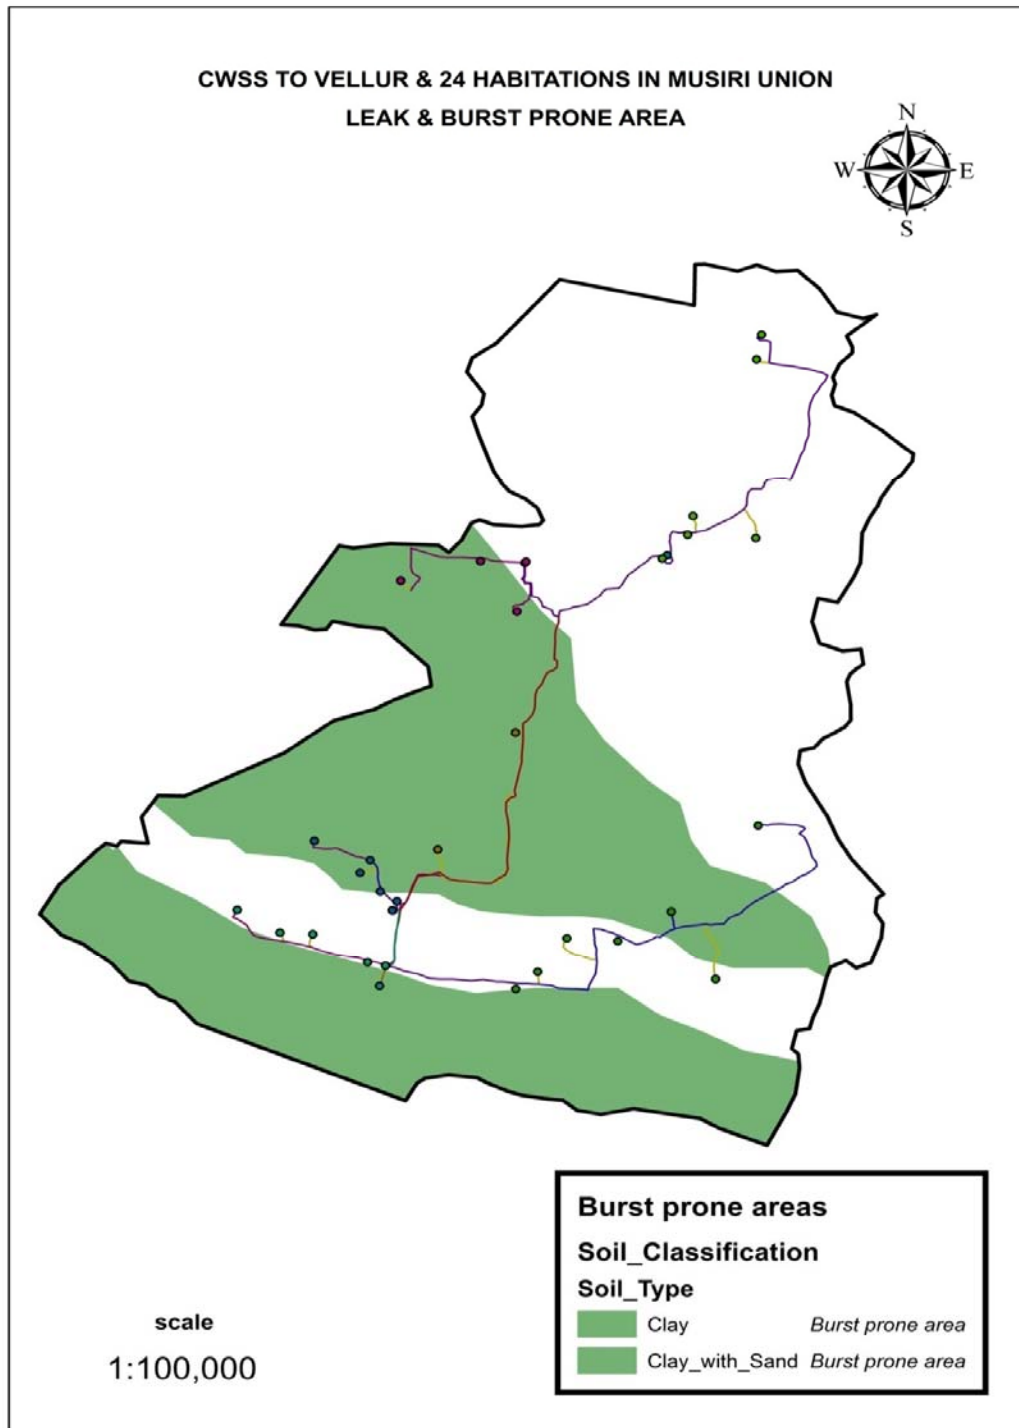 CWSS TO VELLUR & 24 HABITATIONS IN MUSIRI UNION
LEAK & BURST PRONE AREA
N
W E
S
Burst prone areas
Soil_Classification
Soil_Type
Clay Burst prone area
Clay_with_Sand Burst prone area
scale
1:100,000